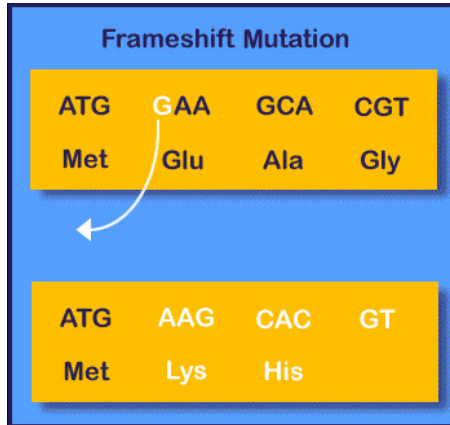 Frameshift Mutation
ATG GAA GCA CGT
Met Glu Ala Gly
ATG AAG CAC GT
Met Lys His